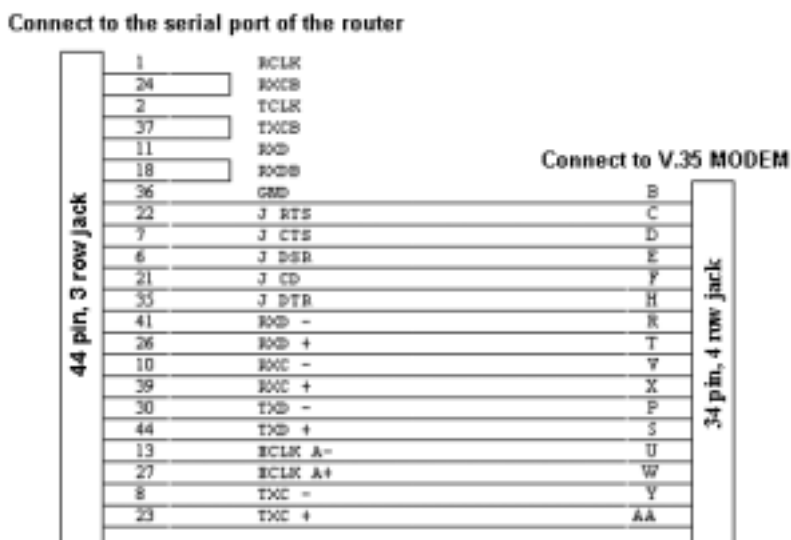 Connect to the serial port of the router
1 RCLK
24 RXCB
2 TCLK
37 TXCB
11 RXD
18 RXDB
Connect to V.35 MODEM
36 GND B
22 J RTS C
7 J CTS D
6 J DSR E
21 J CD F
35 J DTR H
41 RXD - R
26 RXD + T
10 RXC - V
39 RXC + X
30 TXD - P
44 TXD + S
13 ECLK A- U
27 ECLK A+ W
8 TXC - Y
23 TXC + AA
44 pin, 3 row jack
34 pin, 4 row jack